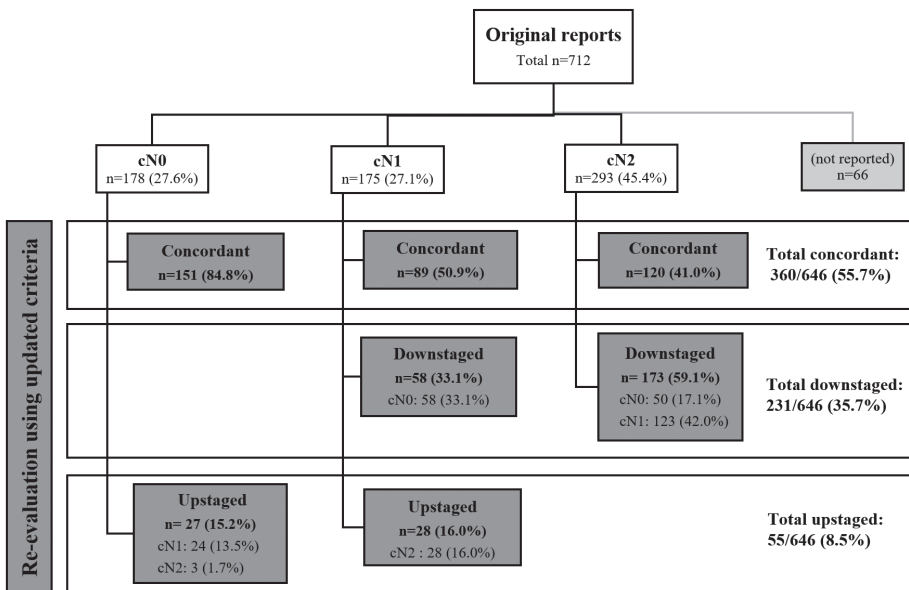 Original reports
Total n=712
cN0
n=178 (27.6%)
cN1
n=175 (27.1%)
cN2
n=293 (45.4%)
(not reported)
n=66
Re-evaluation using updated criteria
Concordant
n=151 (84.8%)
Concordant
n=89 (50.9%)
Concordant
n=120 (41.0%)
Total concordant:
360/646 (55.7%)
Downstaged
n=58 (33.1%)
cN0: 58 (33.1%)
Downstaged
n= 173 (59.1%)
cN0: 50 (17.1%)
cN1: 123 (42.0%)
Total downstaged:
231/646 (35.7%)
Upstaged
n= 27 (15.2%)
cN1: 24 (13.5%)
cN2: 3 (1.7%)
Upstaged
n=28 (16.0%)
cN2 : 28 (16.0%)
Total upstaged:
55/646 (8.5%)